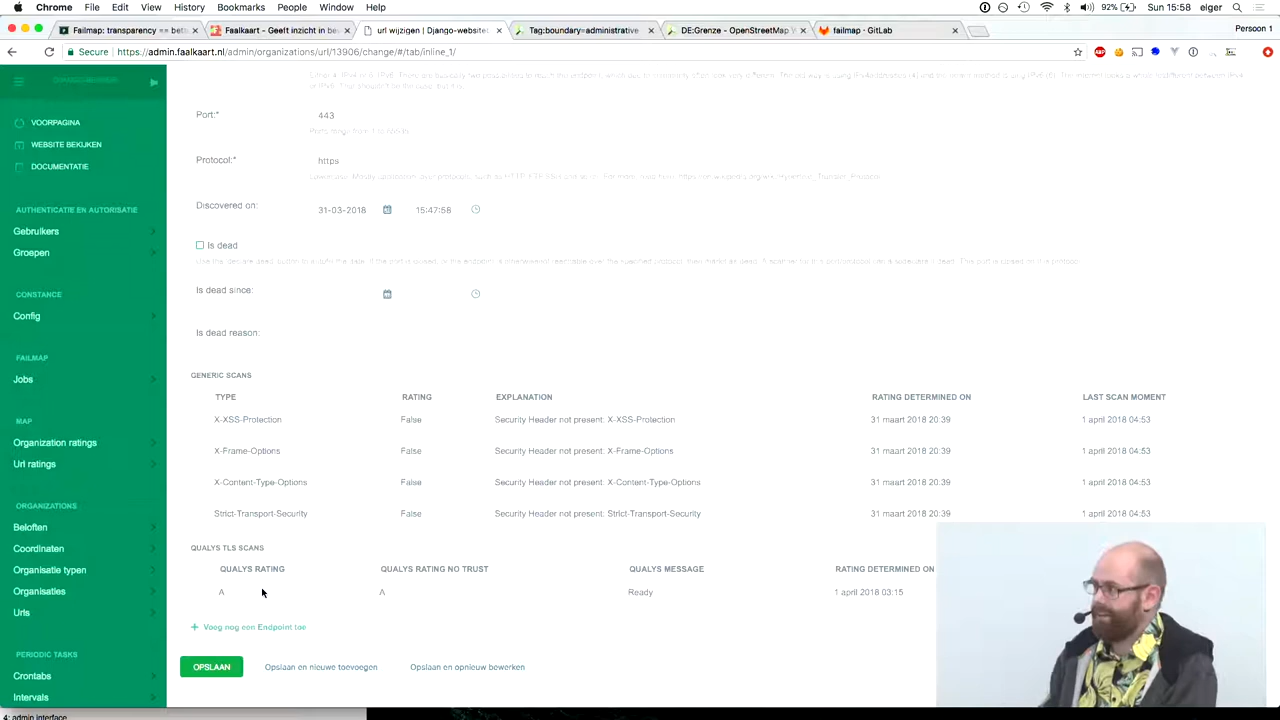 Chrome File Edit View History Bookmarks People Window Help 92% Sun 15:58 elger
Failmap: transparency == bets Faalkaart - Geeft inzicht in be url wijzigen | Django-website Tag:boundary=administrative DE:Grenze - OpenStreetMap W failmap · GitLab Persoon 1
Secure https://admin.faalkaart.nl/admin/organizations/url/13906/change/#/tab/inline_1/
VOORPAGINA
WEBSITE BEKIJKEN
DOCUMENTATIE
AUTHENTICATIE EN AUTORISATIE
Gebruikers
Groepen
CONSTANCE
Config
FAILMAP
Jobs
MAP
Organization ratings
Url ratings
ORGANIZATIONS
Beloften
Coordinaten
Organisatie typen
Organisaties
Urls
PERIODIC TASKS
Crontabs
Intervals
Port:* 443
Protocol:* https
Discovered on: 31-03-2018 15:47:58
Is dead
Is dead since:
Is dead reason:
GENERIC SCANS
TYPE RATING EXPLANATION RATING DETERMINED ON LAST SCAN MOMENT
X-XSS-Protection False Security Header not present: X-XSS-Protection 31 maart 2018 20:39 1 april 2018 04:53
X-Frame-Options False Security Header not present: X-Frame-Options 31 maart 2018 20:39 1 april 2018 04:53
X-Content-Type-Options False Security Header not present: X-Content-Type-Options 31 maart 2018 20:39 1 april 2018 04:53
Strict-Transport-Security False Security Header not present: Strict-Transport-Security 31 maart 2018 20:39 1 april 2018 04:53
QUALYS TLS SCANS
QUALYS RATING QUALYS RATING NO TRUST QUALYS MESSAGE RATING DETERMINED ON
A A Ready 1 april 2018 03:15
+ Voeg nog een Endpoint toe
OPSLAAN Opslaan en nieuwe toevoegen Opslaan en opnieuw bewerken
4: admin interface